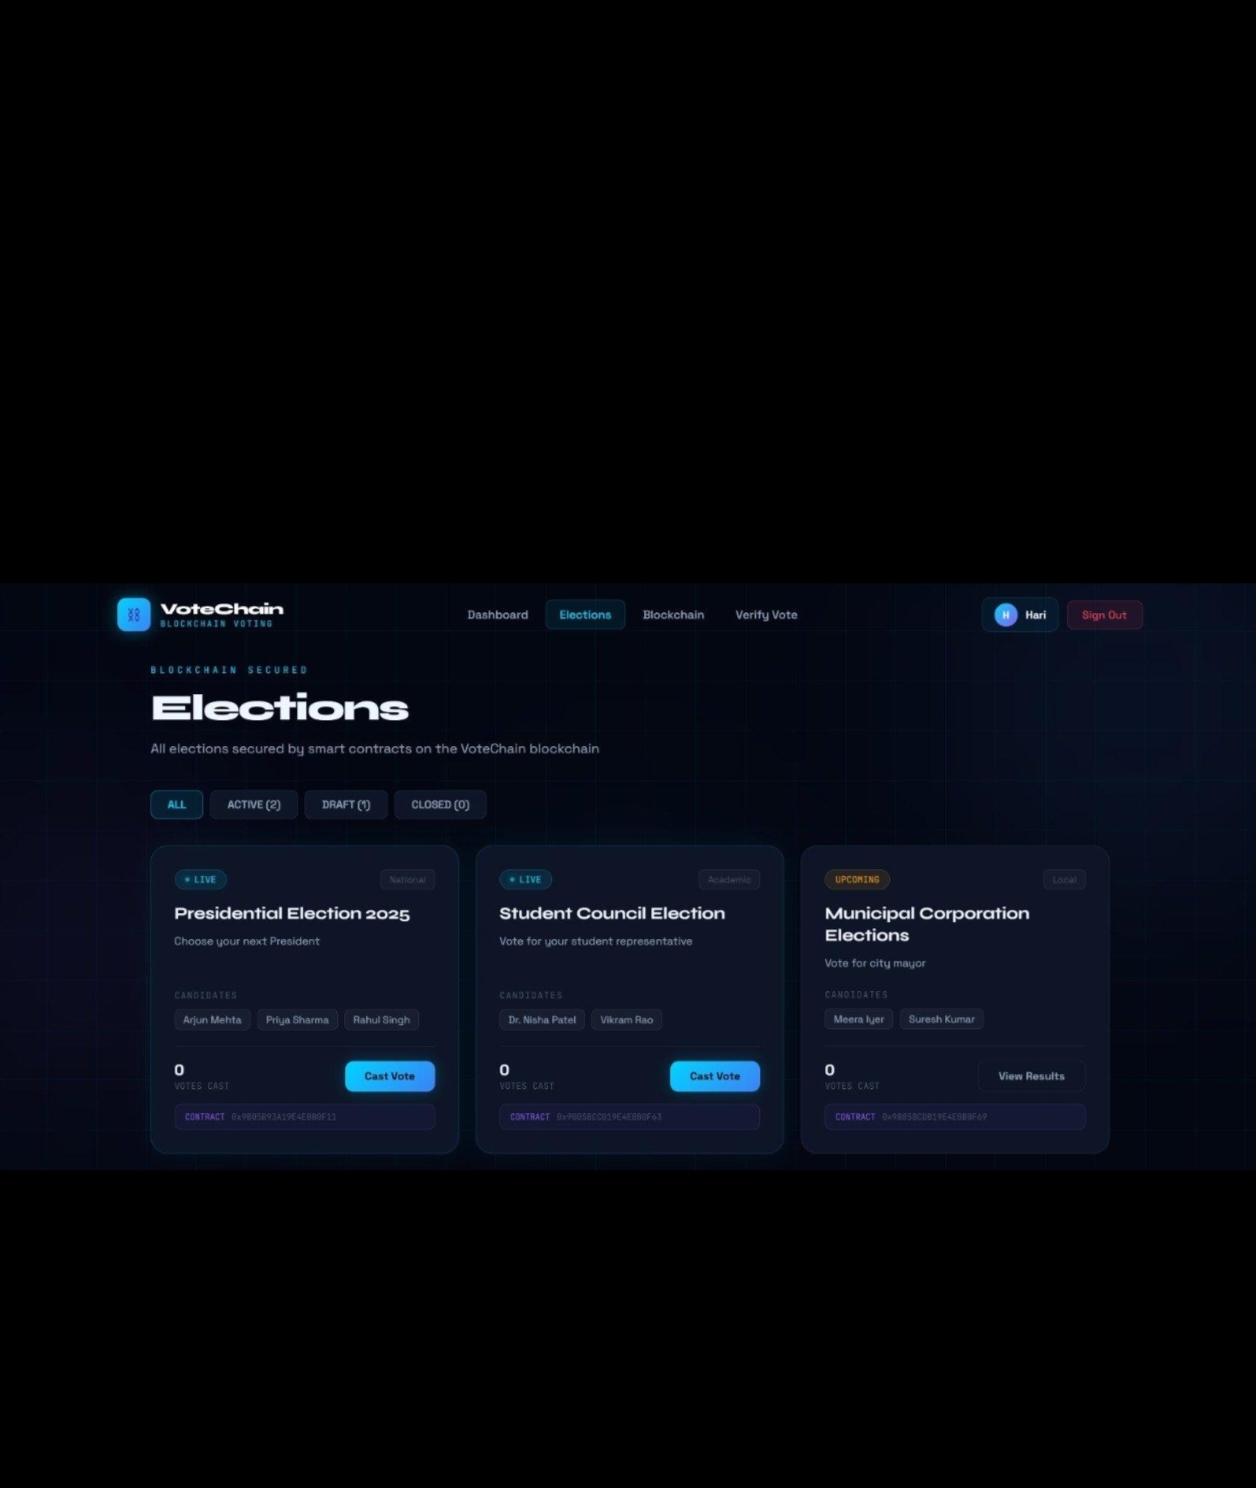 VoteChain
BLOCKCHAIN VOTING
Dashboard Elections Blockchain Verify Vote
H Hari Sign Out
BLOCKCHAIN SECURED
Elections
All elections secured by smart contracts on the VoteChain blockchain
ALL ACTIVE (2) DRAFT (1) CLOSED (0)
LIVE National
Presidential Election 2025
Choose your next President
CANDIDATES
Arjun Mehta Priya Sharma Rahul Singh
0
VOTES CAST
Cast Vote
CONTRACT
LIVE Academic
Student Council Election
Vote for your student representative
CANDIDATES
Dr. Nisha Patel Vikram Rao
0
VOTES CAST
Cast Vote
CONTRACT
UPCOMING Local
Municipal Corporation
Elections
Vote for city mayor
CANDIDATES
Meera Iyer Suresh Kumar
0
VOTES CAST
View Results
CONTRACT